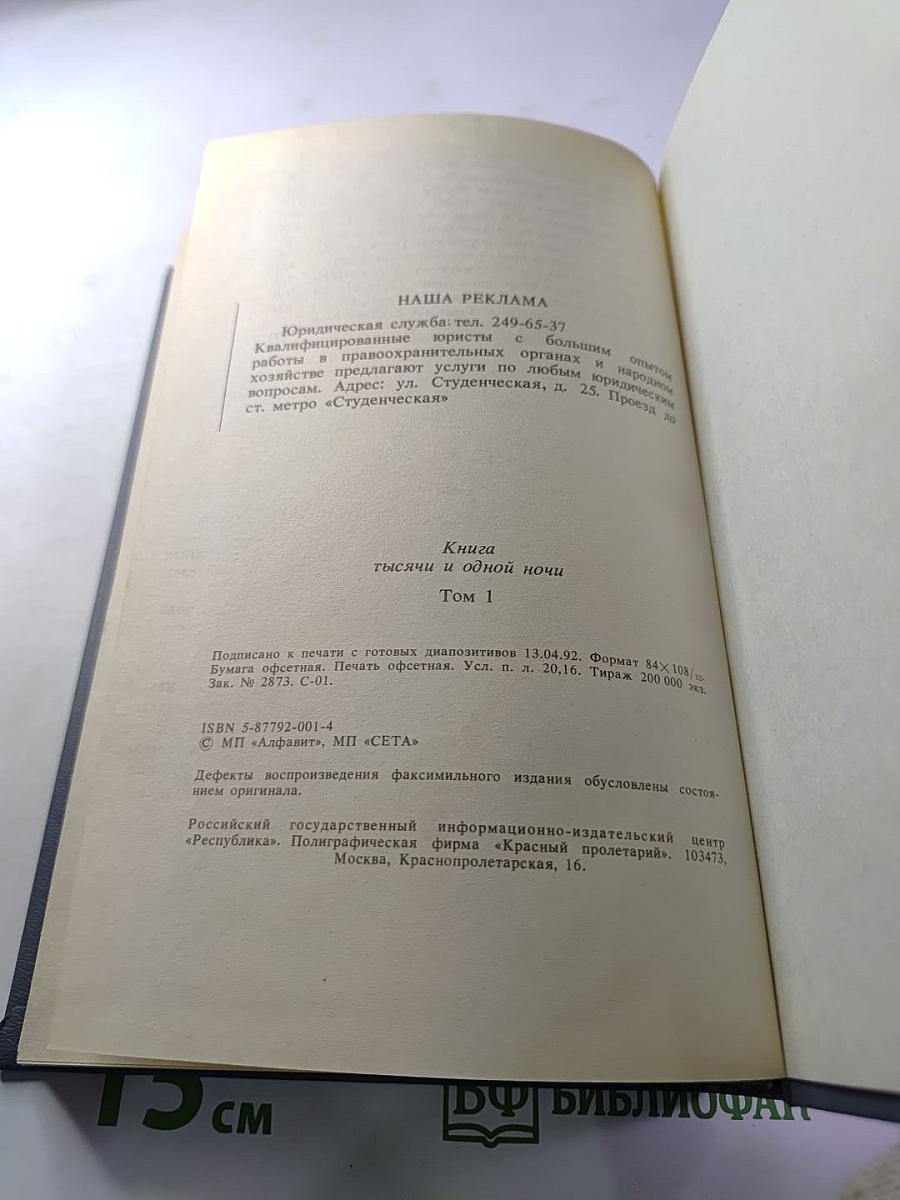 НАША РЕКЛАМА
Юридическая служба: тел. 249-65-37
Квалифицированные юристы с большим опытом
работы в правоохранительных органах и народном
хозяйстве предлагают услуги по любым юридическим
вопросам. Адрес: ул. Студенческая, д. 25. Проезд до
ст. метро «Студенческая»
Книга
тысячи и одной ночи
Том 1
Подписано к печати с готовых диапозитивов 13.04.92. Формат 84×108/32.
Бумага офсетная. Печать офсетная. Усл. п. л. 20,16. Тираж 200 000 экз.
Зак. № 2873. С-01.
ISBN 5-87792-001-4
© МП «Алфавит», МП «СЕТА»
Дефекты воспроизведения факсимильного издания обусловлены состоя-
нием оригинала.
Российский государственный информационно-издательский центр
«Республика». Полиграфическая фирма «Красный пролетарий». 103473,
Москва, Краснопролетарская, 16.
15 см
БФ БИБЛИОФАН